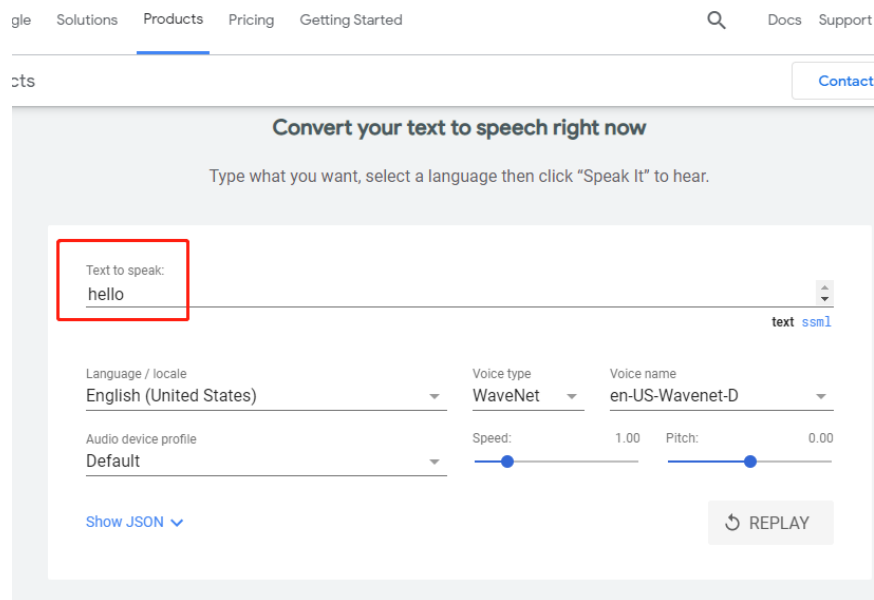 gle Solutions Products Pricing Getting Started Docs Support
cts Contact
Convert your text to speech right now
Type what you want, select a language then click “Speak It” to hear.
Text to speak:
hello
text ssml
Language / locale Voice type Voice name
English (United States) WaveNet en-US-Wavenet-D
Audio device profile Speed: 1.00 Pitch: 0.00
Default
Show JSON REPLAY